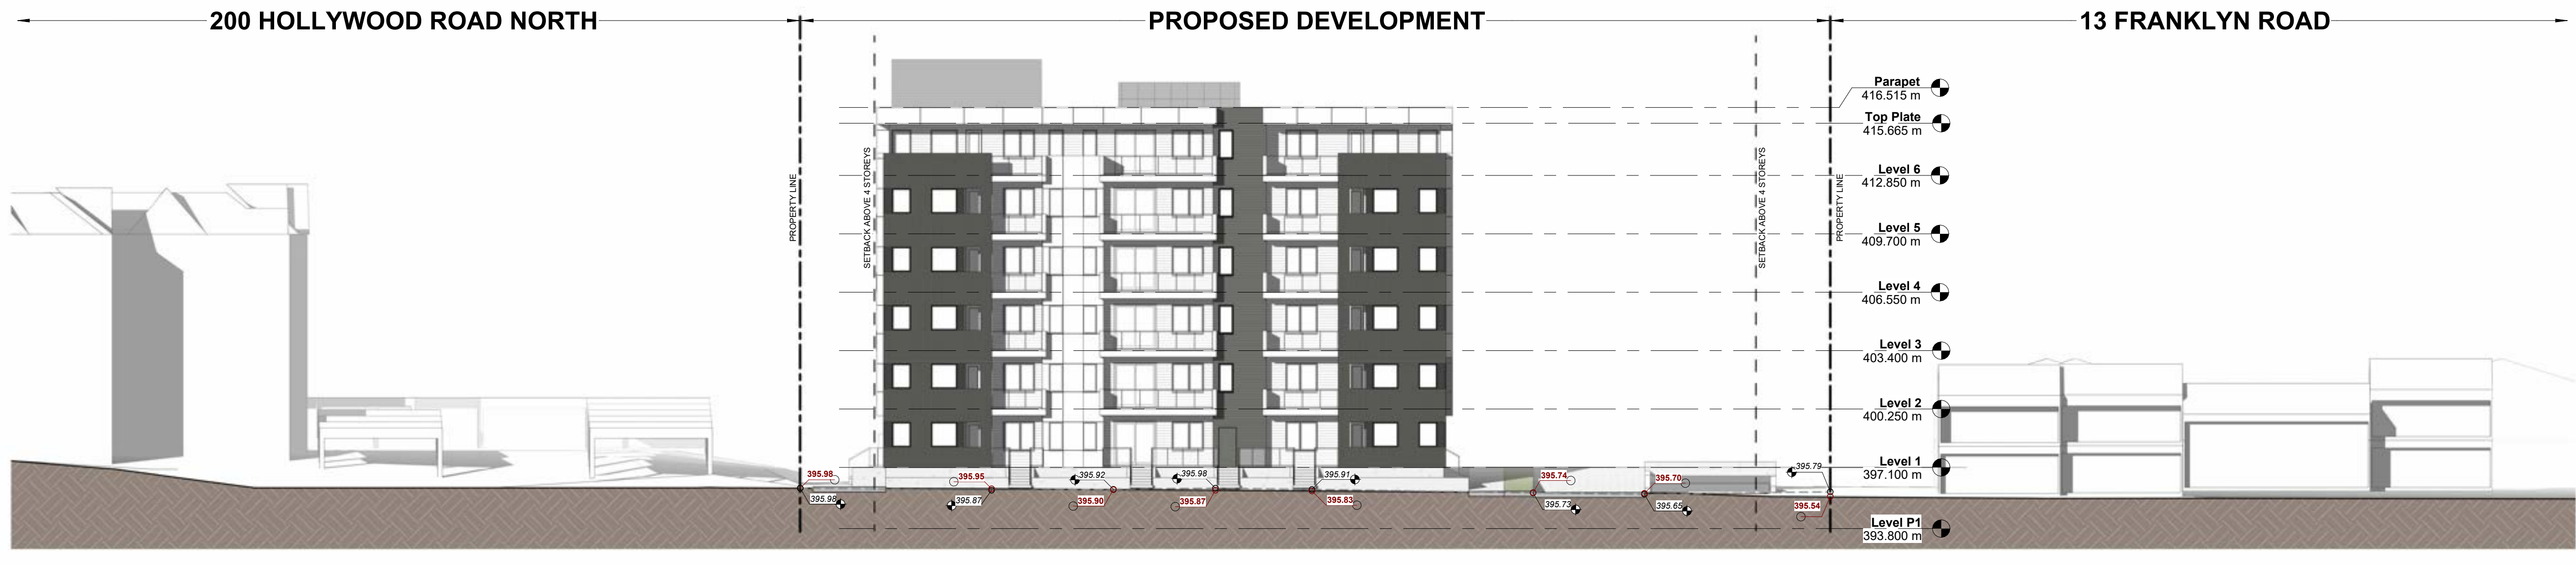 200 HOLLYWOOD ROAD NORTH
PROPOSED DEVELOPMENT
13 FRANKLYN ROAD
PROPERTY LINE
SETBACK ABOVE 4 STOREYS
SETBACK ABOVE 4 STOREYS
PROPERTY LINE
Parapet
416.515 m
Top Plate
415.665 m
Level 6
412.850 m
Level 5
409.700 m
Level 4
406.550 m
Level 3
403.400 m
Level 2
400.250 m
Level 1
397.100 m
Level P1
393.800 m
395.98
395.98
395.95
395.87
395.92
395.90
395.98
395.87
395.91
395.83
395.74
395.73
395.70
395.65
395.79
395.54